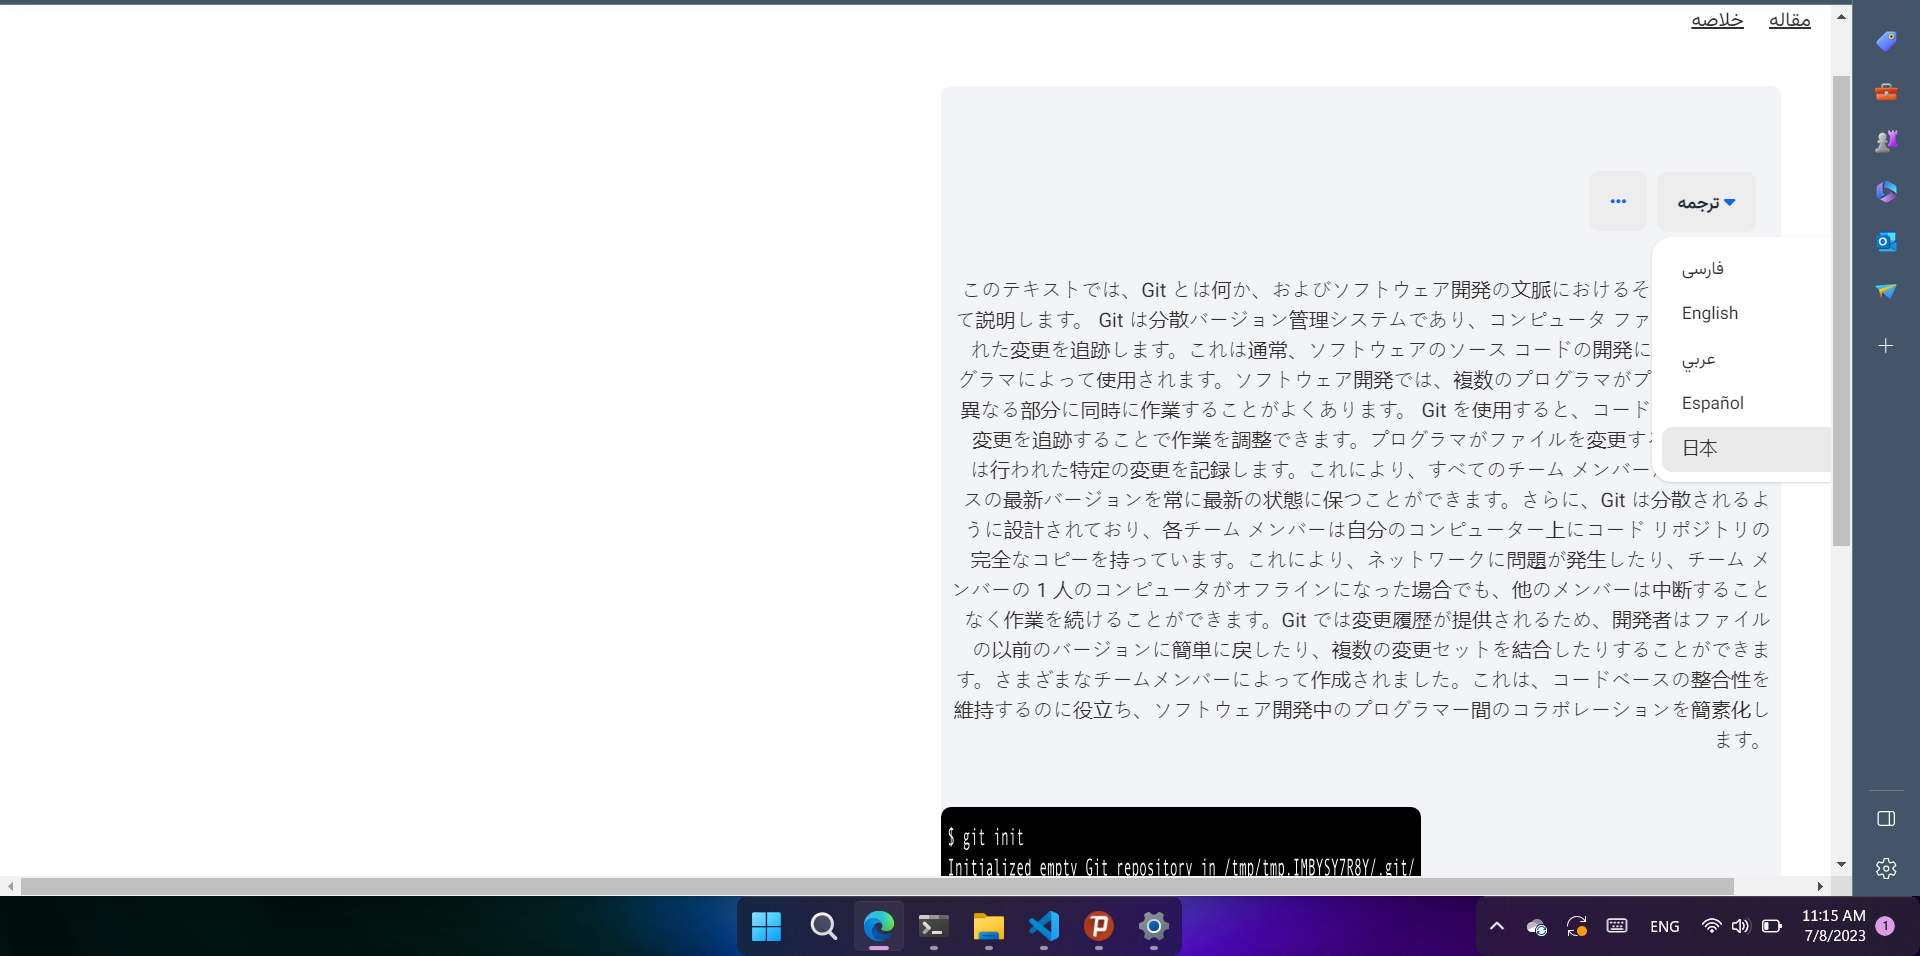 مقاله
خلاصه
ترجمه
فارسی
English
عربي
Español
日本
このテキストでは、Git とは何か、およびソフトウェア開発の文脈におけるそ
て説明します。 Git は分散バージョン管理システムであり、コンピュータ ファ
れた変更を追跡します。これは通常、ソフトウェアのソース コードの開発に
グラマによって使用されます。ソフトウェア開発では、複数のプログラマがプ
異なる部分に同時に作業することがよくあります。 Git を使用すると、コード
変更を追跡することで作業を調整できます。プログラマがファイルを変更す
は行われた特定の変更を記録します。これにより、すべてのチーム メンバー
スの最新バージョンを常に最新の状態に保つことができます。さらに、Git は分散されるよ
うに設計されており、各チーム メンバーは自分のコンピューター上にコード リポジトリの
完全なコピーを持っています。これにより、ネットワークに問題が発生したり、チーム メ
ンバーの 1 人のコンピュータがオフラインになった場合でも、他のメンバーは中断すること
なく作業を続けることができます。Git では変更履歴が提供されるため、開発者はファイル
の以前のバージョンに簡単に戻したり、複数の変更セットを結合したりすることができま
す。さまざまなチームメンバーによって作成されました。これは、コードベースの整合性を
維持するのに役立ち、ソフトウェア開発中のプログラマー間のコラボレーションを簡素化し
ます。
$ git init
Initialized empty Git repository in /tmp/tmp.IMBYSY7R8Y/.git/
ENG
11:15 AM
7/8/2023
1